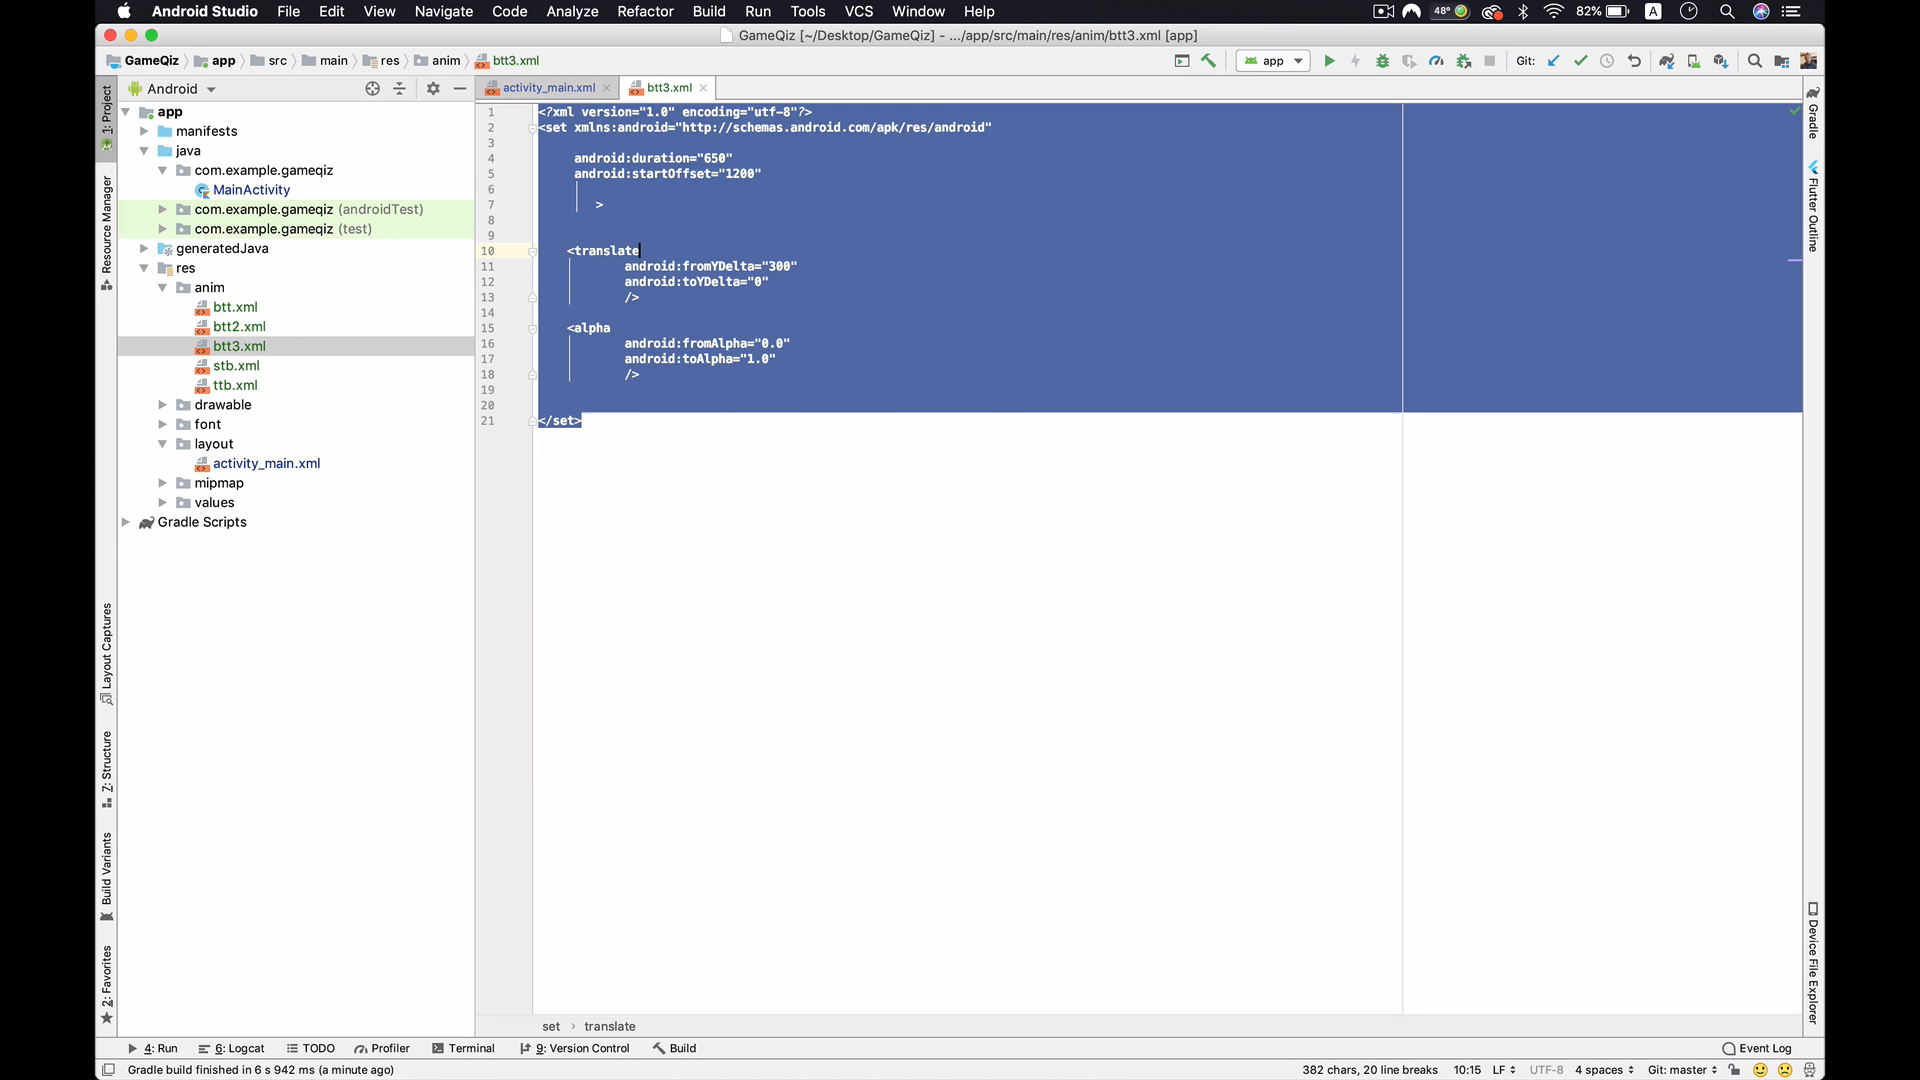 Android Studio File Edit View Navigate Code Analyze Refactor Build Run Tools VCS Window Help 48° 82% A
GameQiz [~/Desktop/GameQiz] - .../app/src/main/res/anim/btt3.xml [app]
GameQiz app src main res anim btt3.xml app Git:
Android activity_main.xml btt3.xml
1: Project
Resource Manager
Layout Captures
Z: Structure
Build Variants
2: Favorites
app
manifests
java
com.example.gameqiz
MainActivity
com.example.gameqiz (androidTest)
com.example.gameqiz (test)
generatedJava
res
anim
btt.xml
btt2.xml
btt3.xml
stb.xml
ttb.xml
drawable
font
layout
activity_main.xml
mipmap
values
Gradle Scripts
1 <?xml version="1.0" encoding="utf-8"?>
2 <set xmlns:android="http://schemas.android.com/apk/res/android"
3
4 android:duration="650"
5 android:startOffset="1200"
6
7 >
8
9
10 <translate
11 android:fromYDelta="300"
12 android:toYDelta="0"
13 />
14
15 <alpha
16 android:fromAlpha="0.0"
17 android:toAlpha="1.0"
18 />
19
20
21 </set>
Gradle
Flutter Outline
Device File Explorer
set › translate
4: Run 6: Logcat TODO Profiler Terminal 9: Version Control Build Event Log
Gradle build finished in 6 s 942 ms (a minute ago) 382 chars, 20 line breaks 10:15 LF UTF-8 4 spaces Git: master